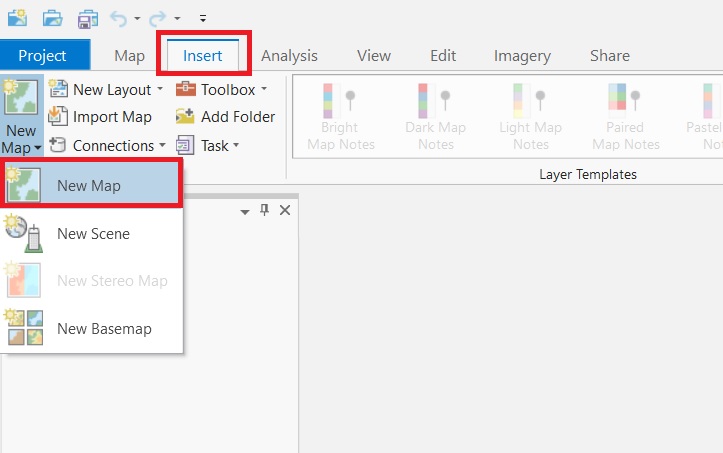 Project Map Insert Analysis View Edit Imagery Share
New Layout Toolbox
New Import Map Add Folder
Map Connections Task
Bright Map Notes
Dark Map Notes
Light Map Notes
Paired Map Notes
Pastel Notes
Layer Templates
New Map
New Scene
New Stereo Map
New Basemap